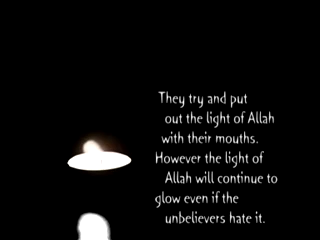 They try and put
out the light of Allah
with their mouths.
However the light of
Allah will continue to
glow even if the
unbelievers hate it.